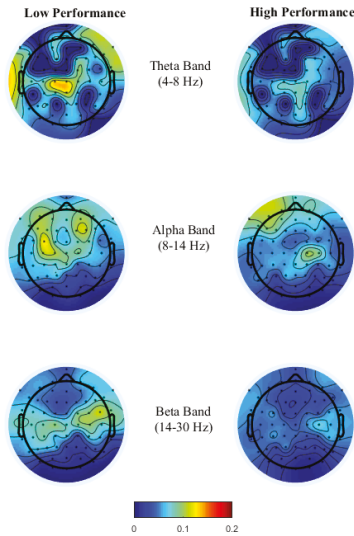 Low Performance
High Performance
Theta Band
(4-8 Hz)
Alpha Band
(8-14 Hz)
Beta Band
(14-30 Hz)
0
0.1
0.2